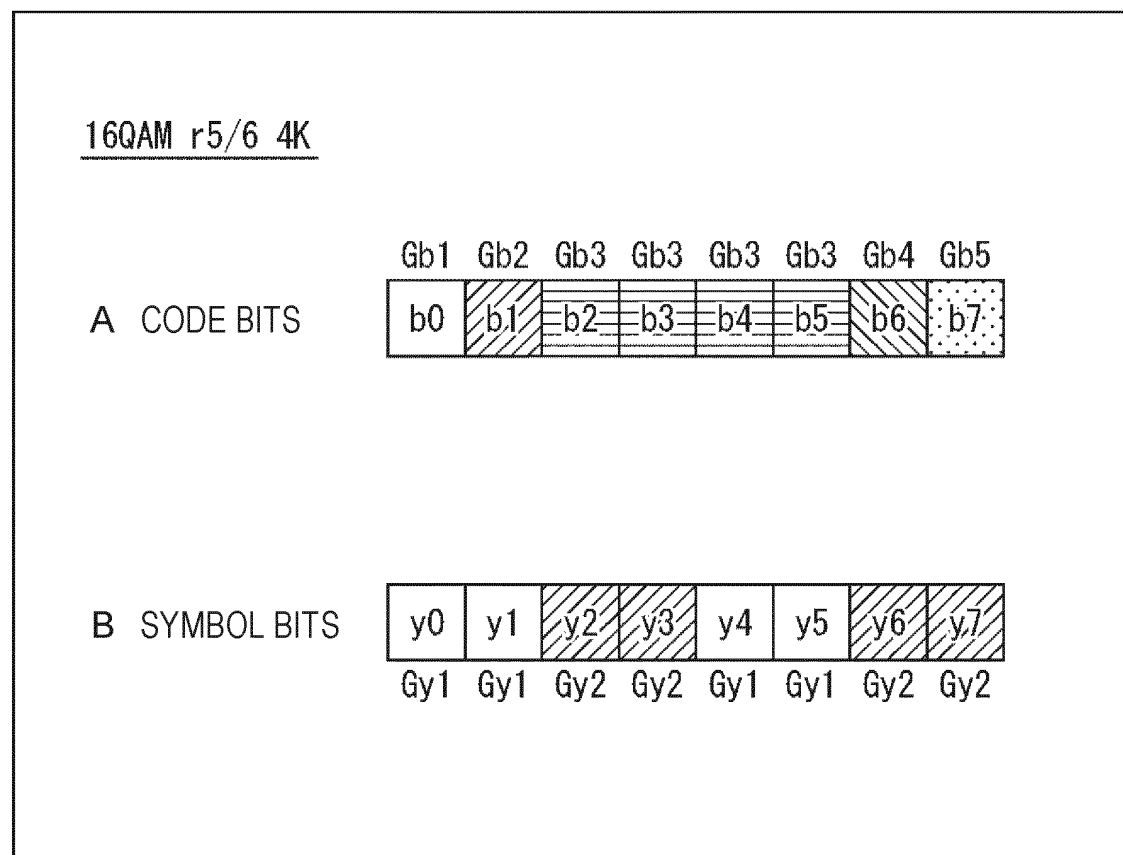 16QAM r5/6 4K
Gb1 Gb2 Gb3 Gb3 Gb3 Gb3 Gb4 Gb5
A CODE BITS b0 b1 b2 b3 b4 b5 b6 b7
B SYMBOL BITS y0 y1 y2 y3 y4 y5 y6 y7
Gy1 Gy1 Gy2 Gy2 Gy1 Gy1 Gy2 Gy2